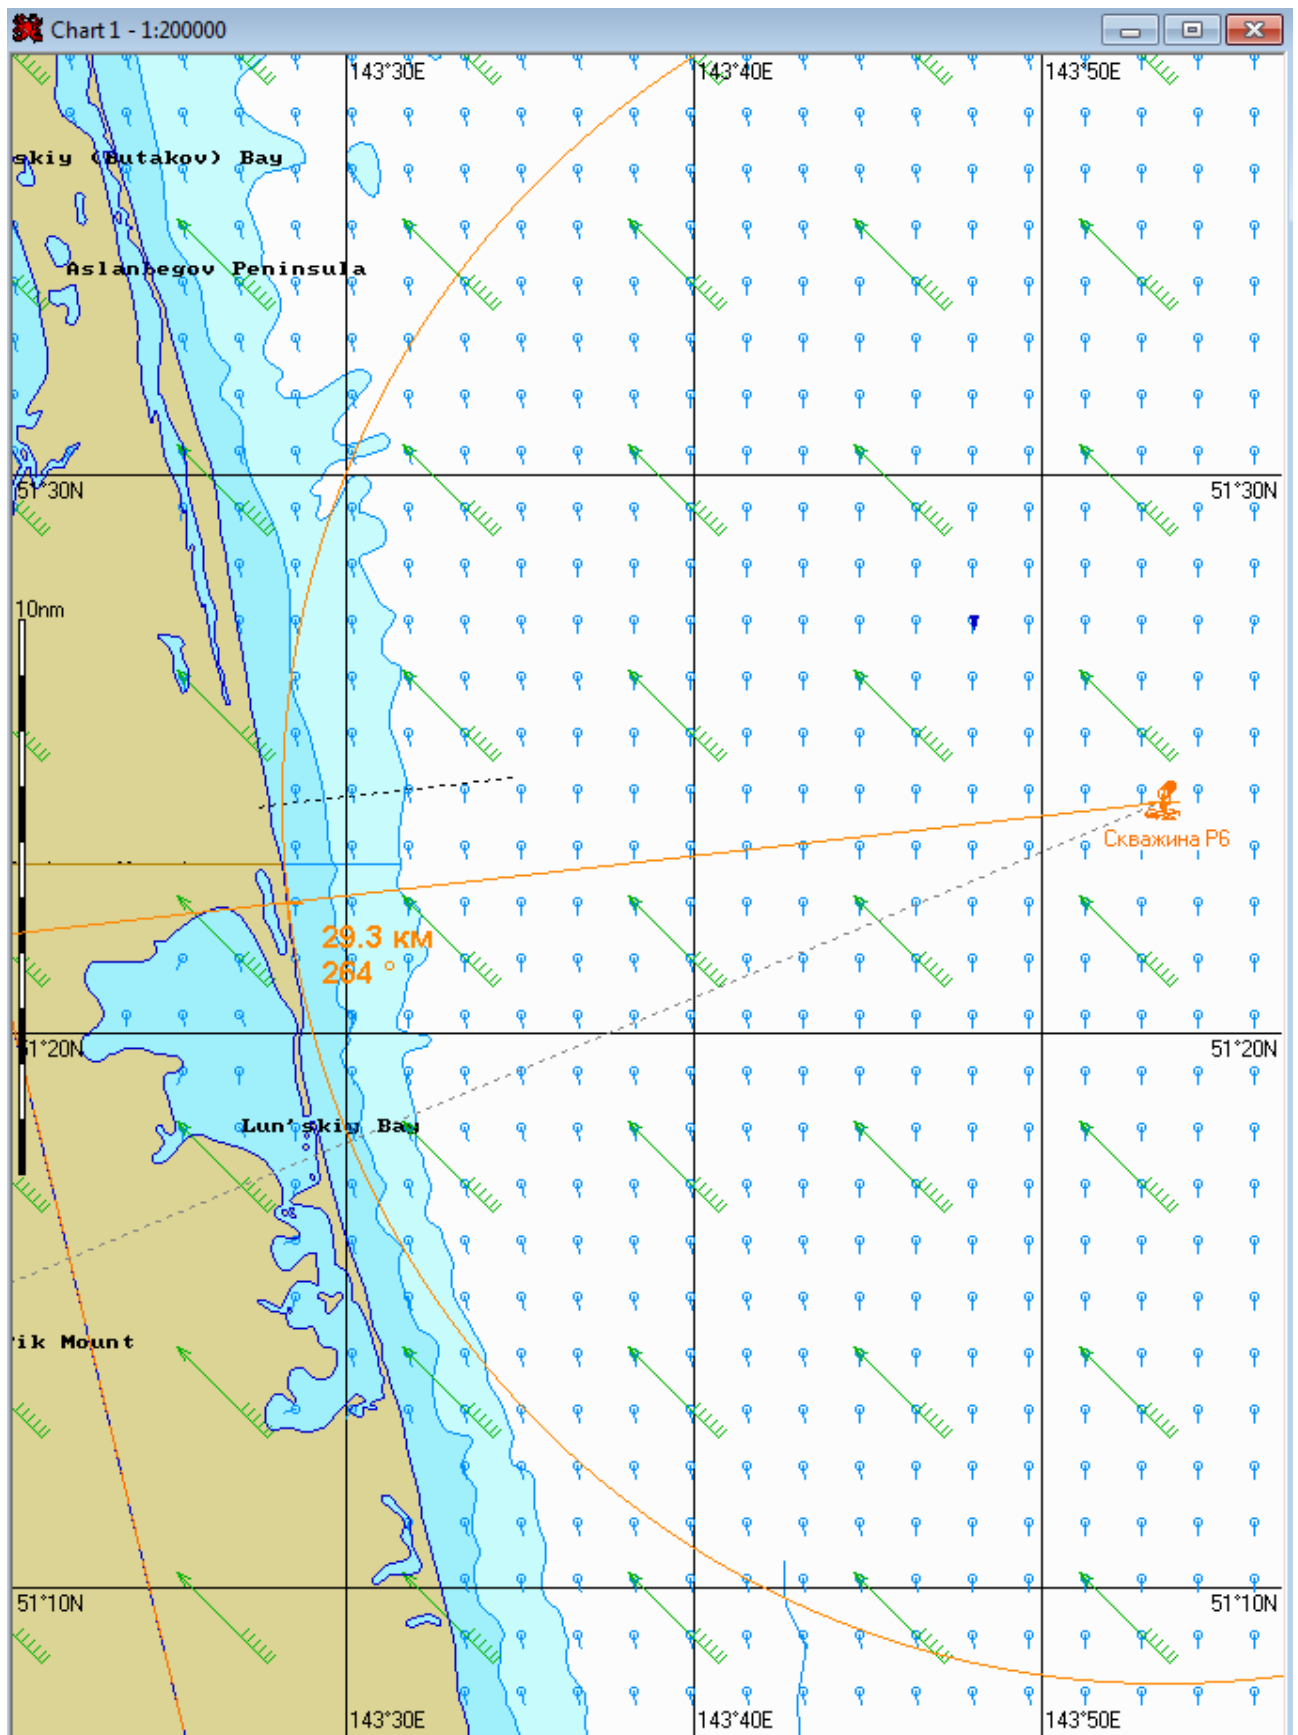 Chart 1 - 1:200000
143°30E
143°40E
143°50E
skiy (Butakov) Bay
Aslanbegov Peninsula
51°30N
51°30N
10nm
Скважина Р6
29.3 км
264 °
51°20N
51°20N
Lun'skiy Bay
rik Mount
51°10N
51°10N
143°30E
143°40E
143°50E